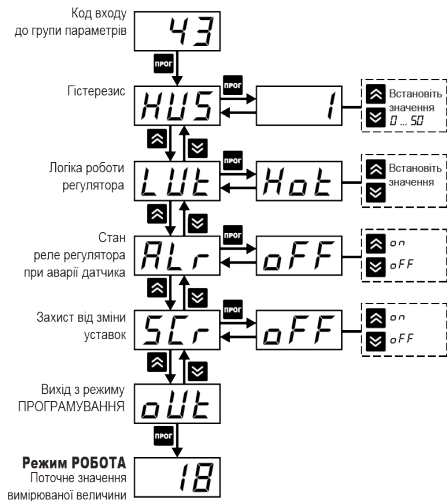 Код входу
до групи параметрів
43
ПРОГ
Гістерезис
HUS
ПРОГ
1
Встановіть
значення
0 ... 50
Логіка роботи
регулятора
LUt
ПРОГ
Hot
Встановіть
значення
Стан
реле регулятора
при аварії датчика
ALr
ПРОГ
oFF
on
oFF
Захист від зміни
уставок
SCr
ПРОГ
oFF
on
oFF
Вихід з режиму
ПРОГРАМУВАННЯ
oUt
ПРОГ
Режим РОБОТА
Поточне значення
вимірюваної величини
18